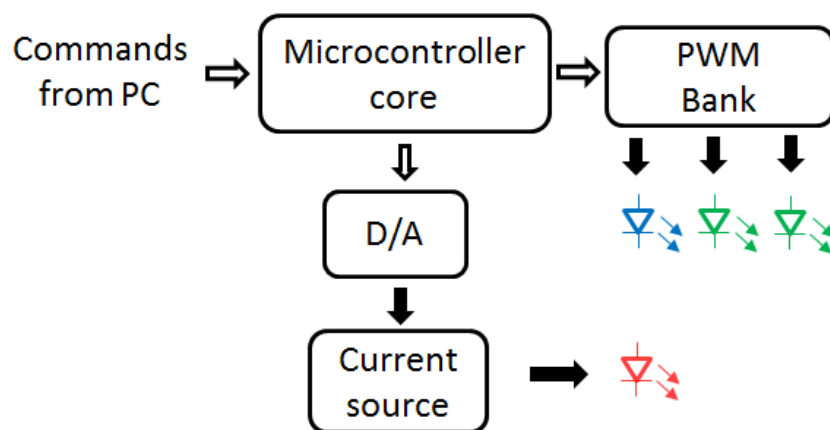 Commands
from PC
Microcontroller
core
PWM
Bank
D/A
Current
source